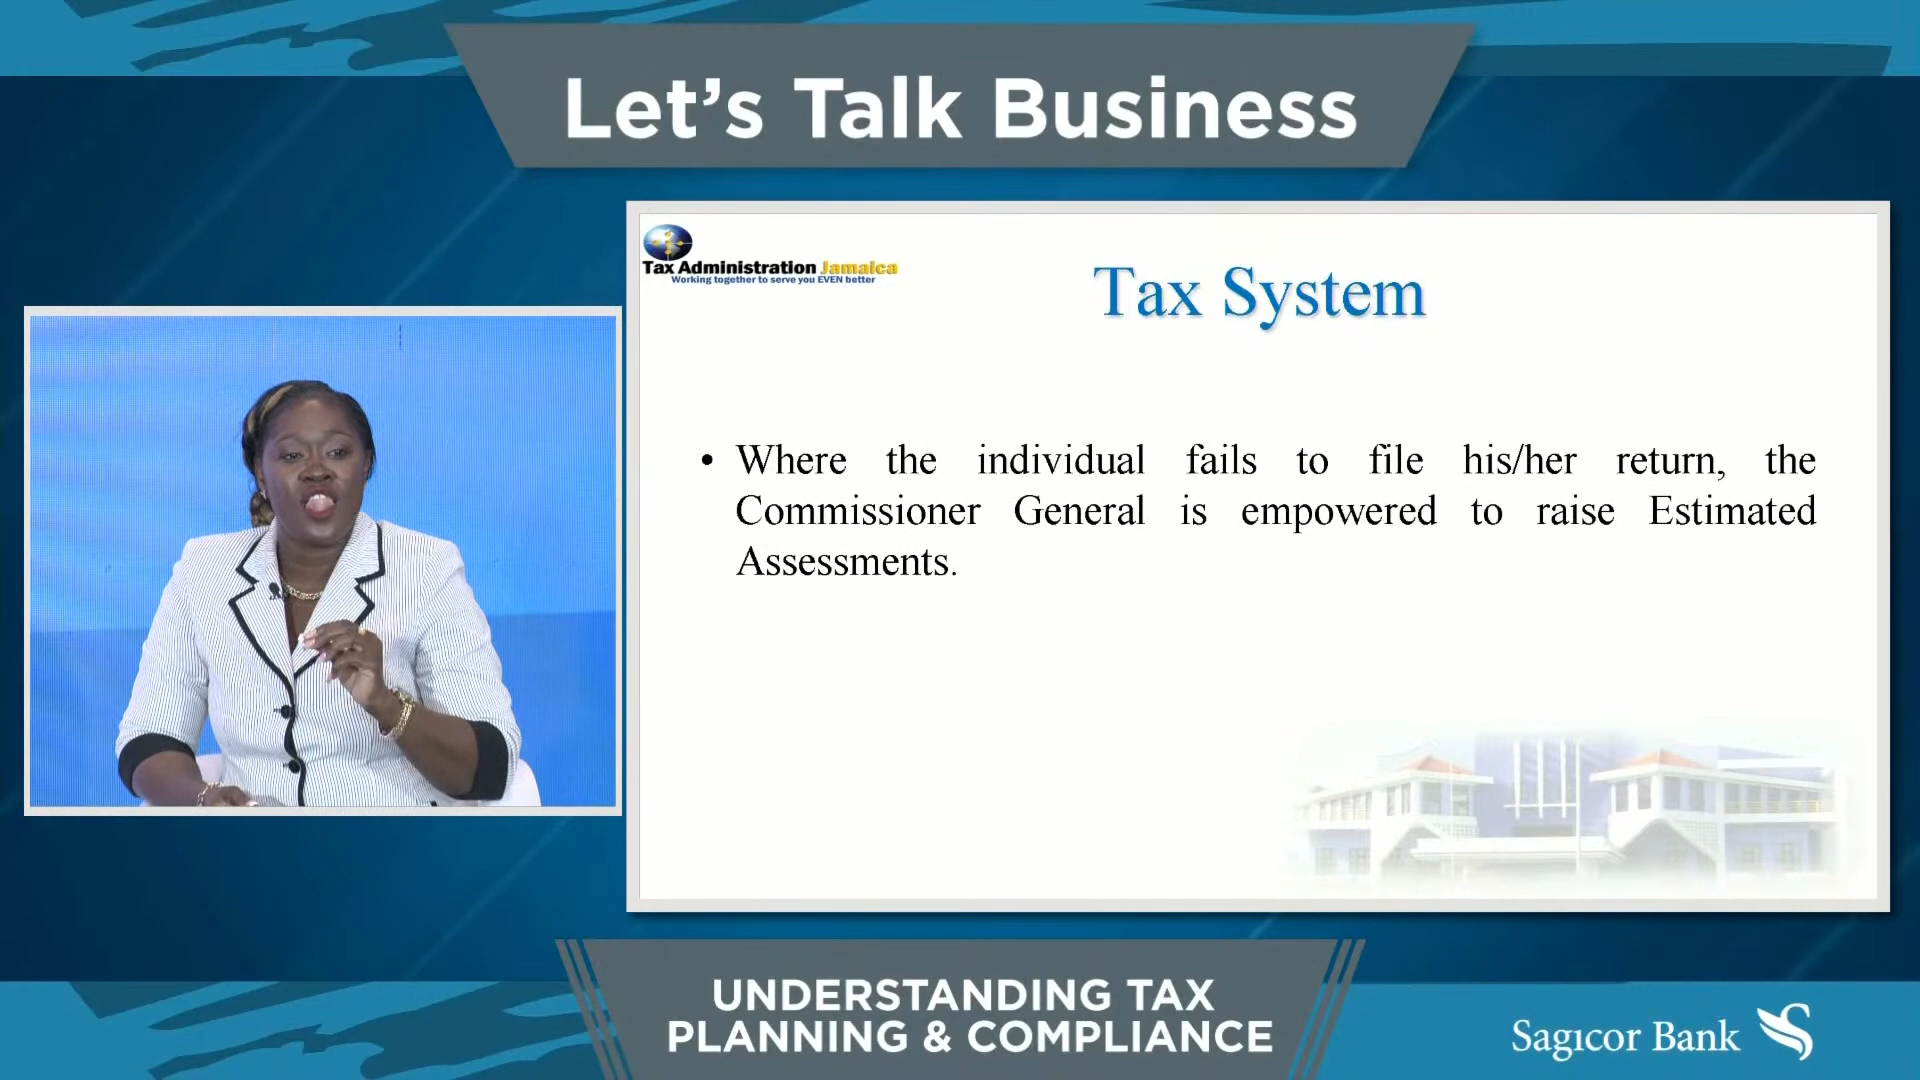 Let's Talk Business
Tax Administration Jamaica
Working together to serve you EVEN better
Tax System
• Where the individual fails to file his/her return, the
Commissioner General is empowered to raise Estimated
Assessments.
UNDERSTANDING TAX
PLANNING & COMPLIANCE
Sagicor Bank